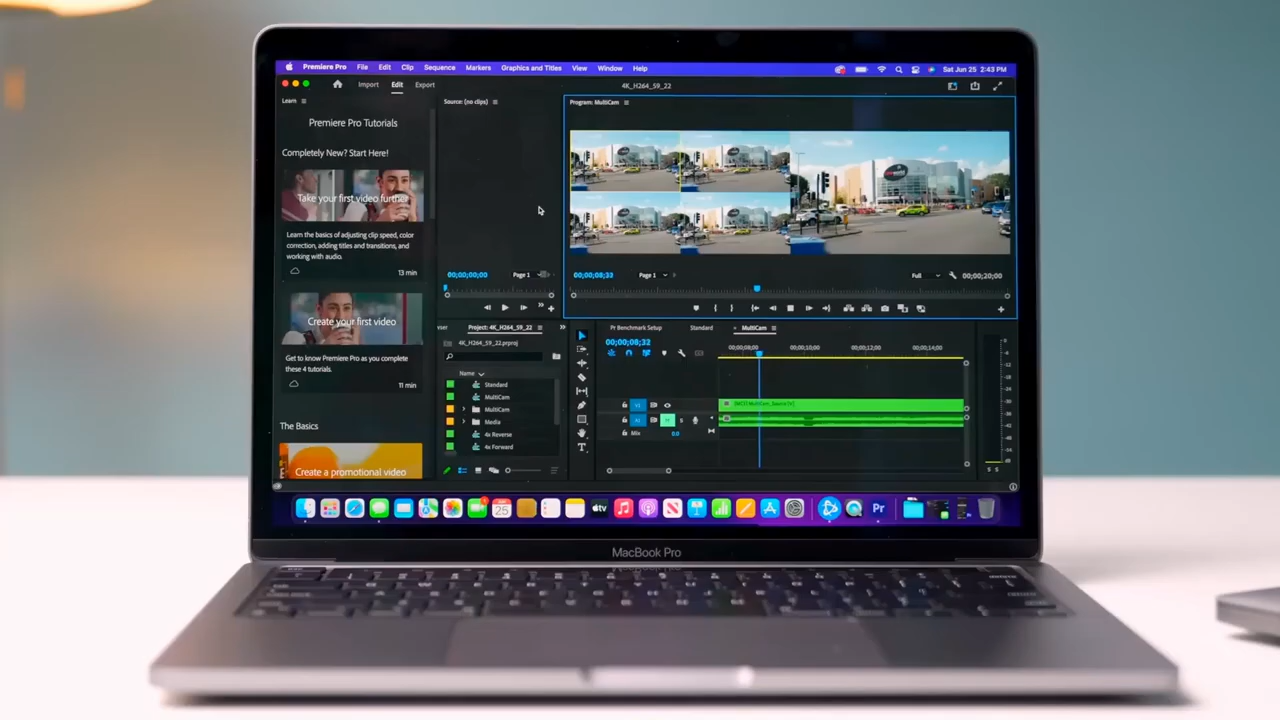 Premiere Pro File Edit Clip Sequence Markers Graphics and Titles View Window Help Sat Jun 25 2:43 PM
Import Edit Export 4K_H264_59_22
Learn
Premiere Pro Tutorials
Completely New? Start Here!
Take your first video further
Learn the basics of adjusting clip speed, color
correction, adding titles and transitions, and
working with audio.
13 min
Create your first video
Get to know Premiere Pro as you complete
these 4 tutorials.
11 min
The Basics
Create a promotional video
Source: (no clips)
00;00;00;00 Page 1
Program: MultiCam
00;00;08;33 Page 1 Full 00;00;20;00
Project: 4K_H264_59_22
4K_H264_59_22.prproj
Name
Standard
MultiCam
MultiCam
Media
4x Reverse
4x Forward
Pr Benchmark Setup Standard MultiCam
00;00;08;32
00;00;08;00 00;00;10;00 00;00;12;00 00;00;14;00
V1
Mix 0.0
S S
25
tv
Pr
MacBook Pro